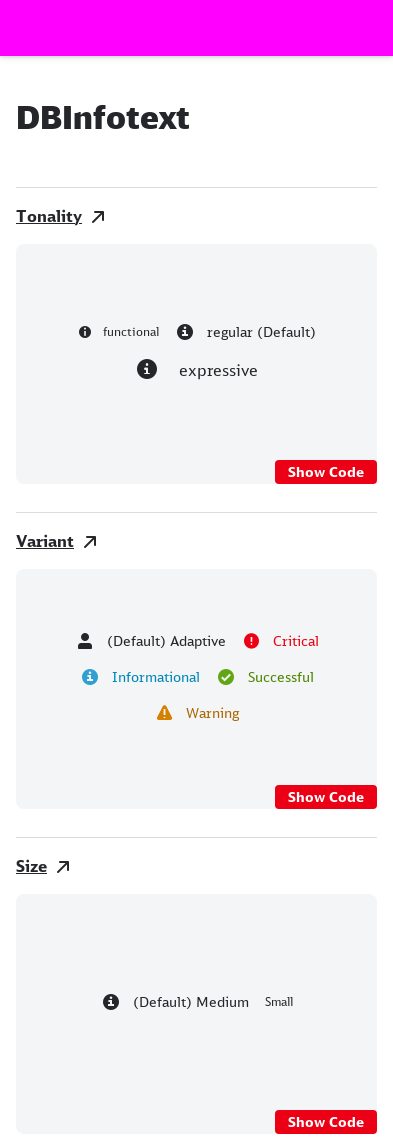 DBInfotext
Tonality
functional regular (Default)
expressive
Show Code
Variant
(Default) Adaptive Critical
Informational Successful
Warning
Show Code
Size
(Default) Medium Small
Show Code